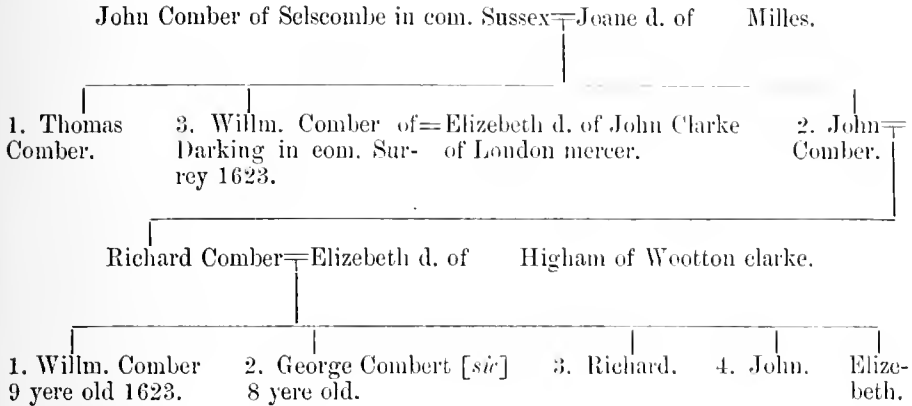 John Comber of Selscombe in com. Sussex=Joane d. of Milles.
1. Thomas Comber.
3. Willm. Comber of=Elizebeth d. of John Clarke
Darking in com. Sur- of London mercer.
rey 1623.
2. John=
Comber.
Richard Comber=Elizebeth d. of Higham of Wootton clarke.
1. Willm. Comber
9 yere old 1623.
2. George Combert [sic]
8 yere old.
3. Richard.
4. John.
Elize-
beth.